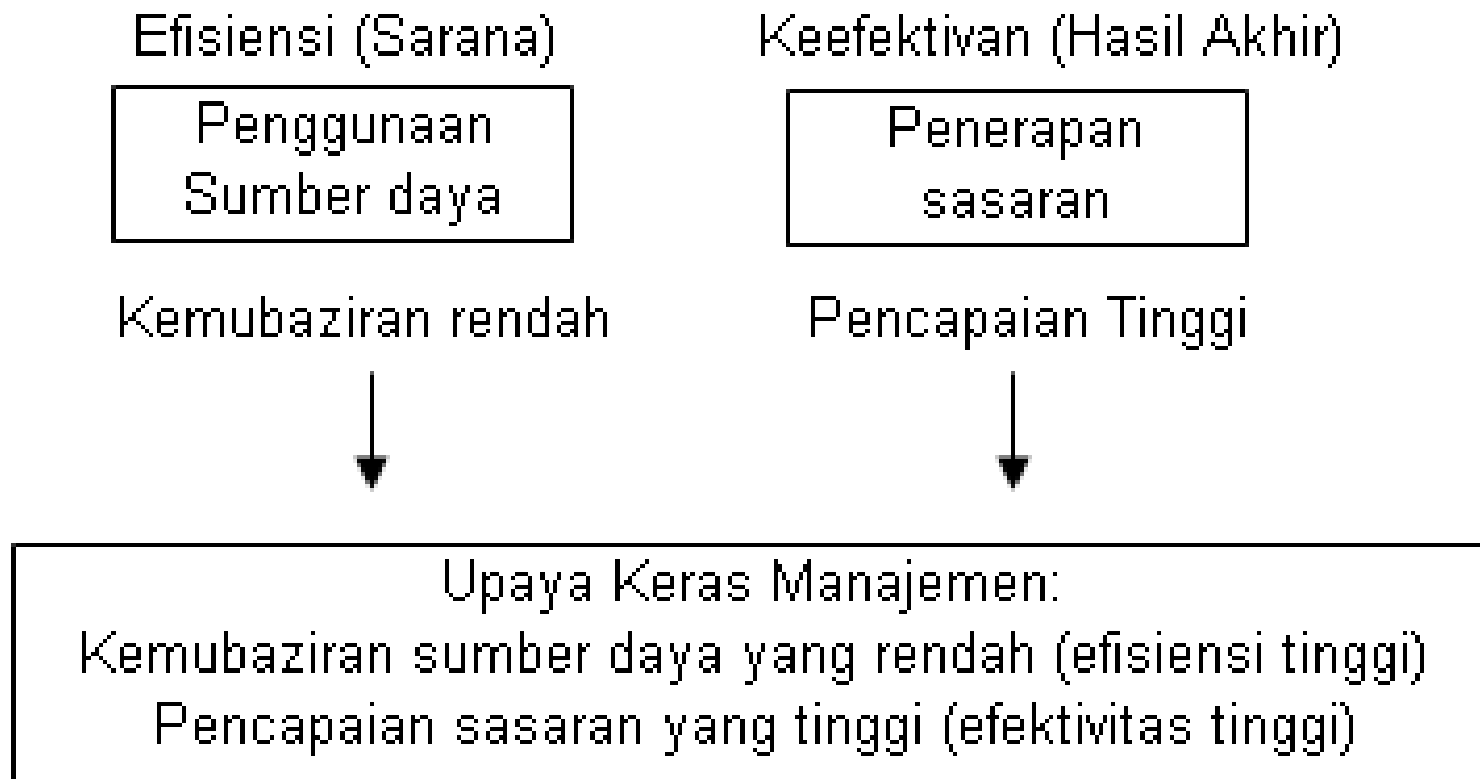 Efisiensi (Sarana)
Keefektivan (Hasil Akhir)
Penggunaan
Sumber daya
Penerapan
sasaran
Kemubaziran rendah
Pencapaian Tinggi
Upaya Keras Manajemen:
Kemubaziran sumber daya yang rendah (efisiensi tinggi)
Pencapaian sasaran yang tinggi (efektivitas tinggi)